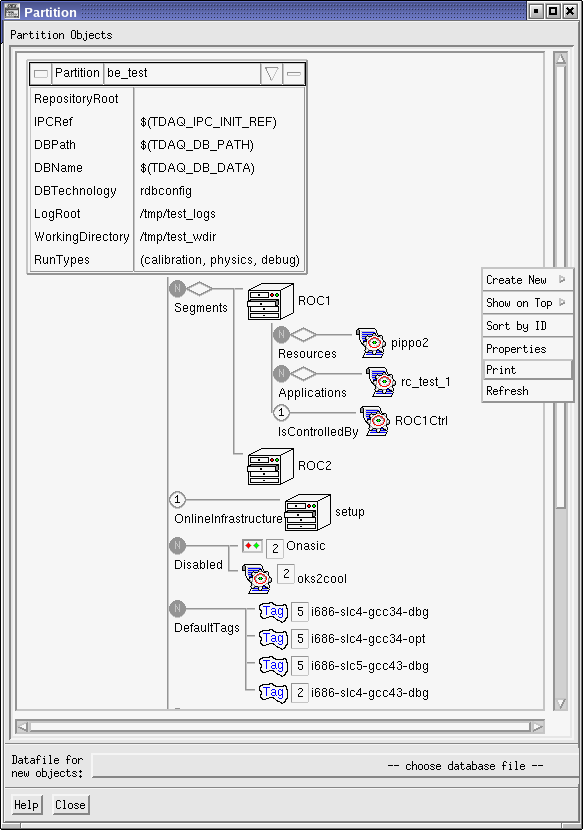 Partition
Partition Objects
Partition be_test
RepositoryRoot
IPCRef $(TDAQ_IPC_INIT_REF)
DBPath $(TDAQ_DB_PATH)
DBName $(TDAQ_DB_DATA)
DBTechnology rdbconfig
LogRoot /tmp/test_logs
WorkingDirectory /tmp/test_wdir
RunTypes (calibration, physics, debug)
N ROC1
Segments
N pippo2
Resources
N rc_test_1
Applications
1 ROC1Ctrl
IsControlledBy
ROC2
1 setup
OnlineInfrastructure
N 2 Onasic
Disabled
2 oks2cool
N Tag 5 i686-slc4-gcc34-dbg
DefaultTags
Tag 5 i686-slc4-gcc34-opt
Tag 5 i686-slc5-gcc43-dbg
Tag 2 i686-slc4-gcc43-dbg
Create New
Show on Top
Sort by ID
Properties
Print
Refresh
Datafile for
new objects:
-- choose database file --
Help Close